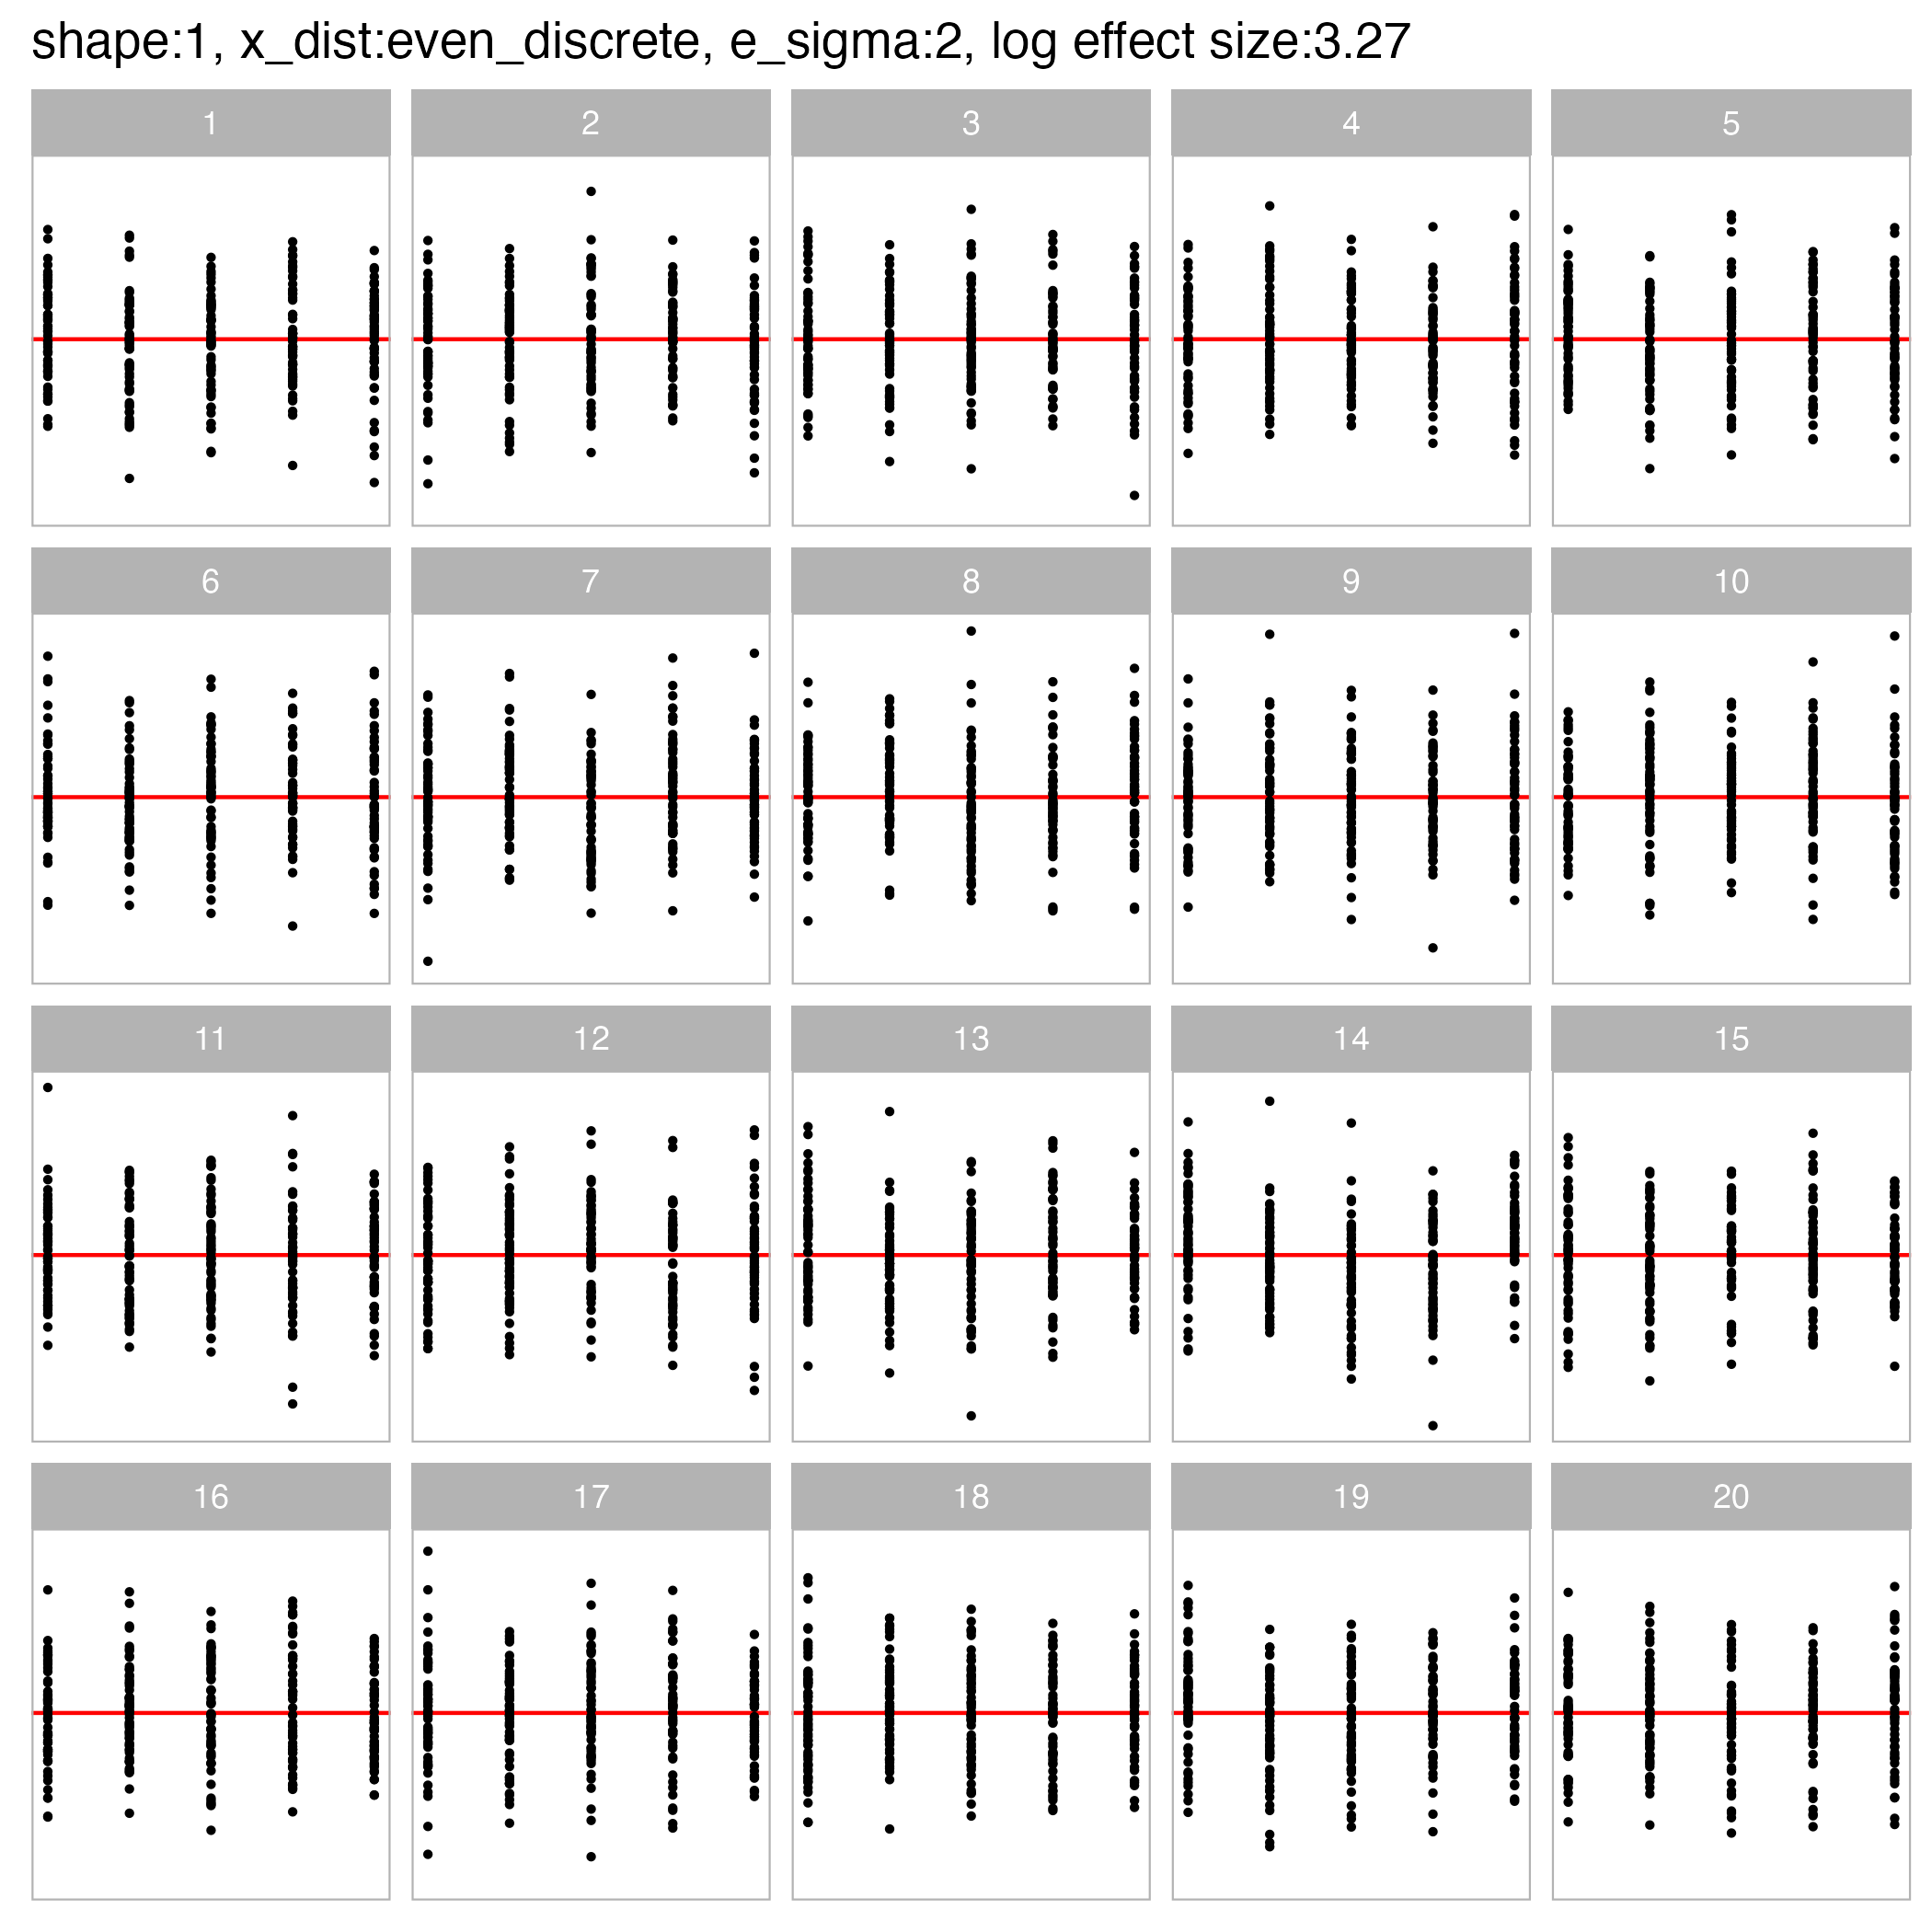 shape:1, x_dist:even_discrete, e_sigma:2, log effect size:3.27
1 2 3 4 5
6 7 8 9 10
11 12 13 14 15
16 17 18 19 20